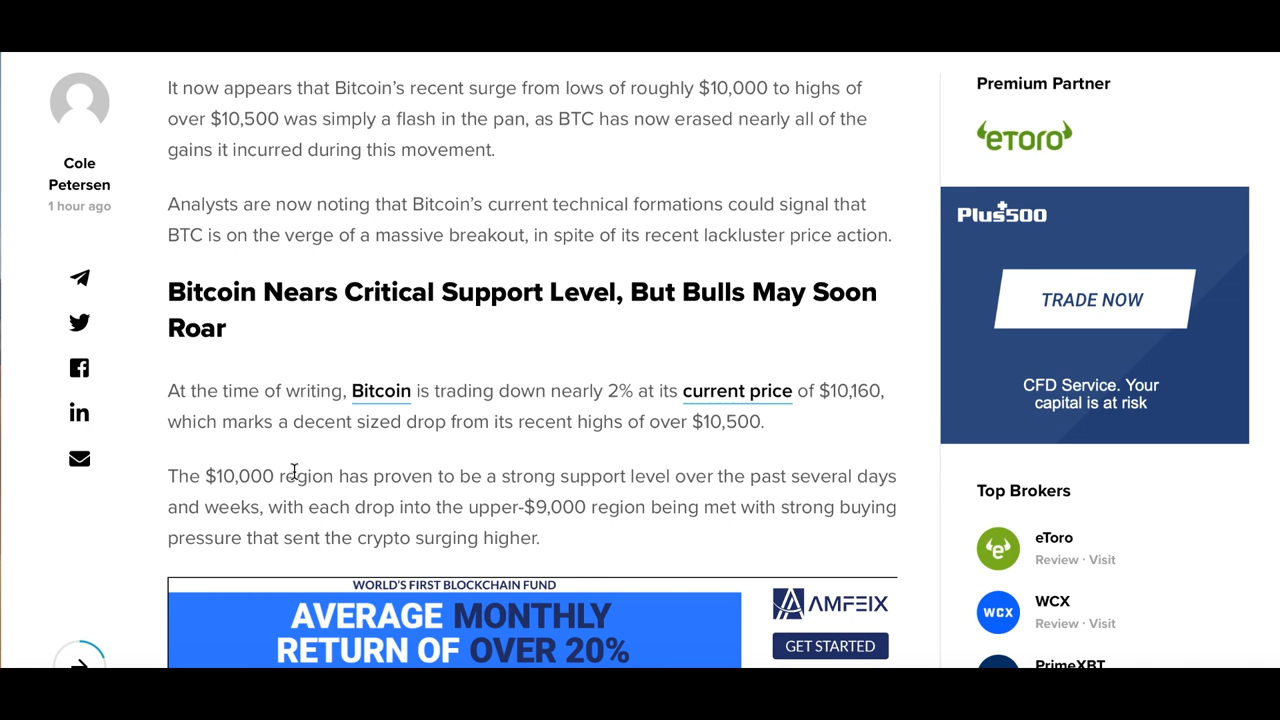 Cole
Petersen
1 hour ago
It now appears that Bitcoin’s recent surge from lows of roughly $10,000 to highs of
over $10,500 was simply a flash in the pan, as BTC has now erased nearly all of the
gains it incurred during this movement.
Analysts are now noting that Bitcoin’s current technical formations could signal that
BTC is on the verge of a massive breakout, in spite of its recent lackluster price action.
Bitcoin Nears Critical Support Level, But Bulls May Soon
Roar
At the time of writing, Bitcoin is trading down nearly 2% at its current price of $10,160,
which marks a decent sized drop from its recent highs of over $10,500.
The $10,000 region has proven to be a strong support level over the past several days
and weeks, with each drop into the upper-$9,000 region being met with strong buying
pressure that sent the crypto surging higher.
WORLD'S FIRST BLOCKCHAIN FUND
AVERAGE MONTHLY
RETURN OF OVER 20%
AMFEIX
GET STARTED
Premium Partner
eToro
Plus500
TRADE NOW
CFD Service. Your
capital is at risk
Top Brokers
eToro
Review · Visit
WCX
WCX
Review · Visit
PrimeXBT